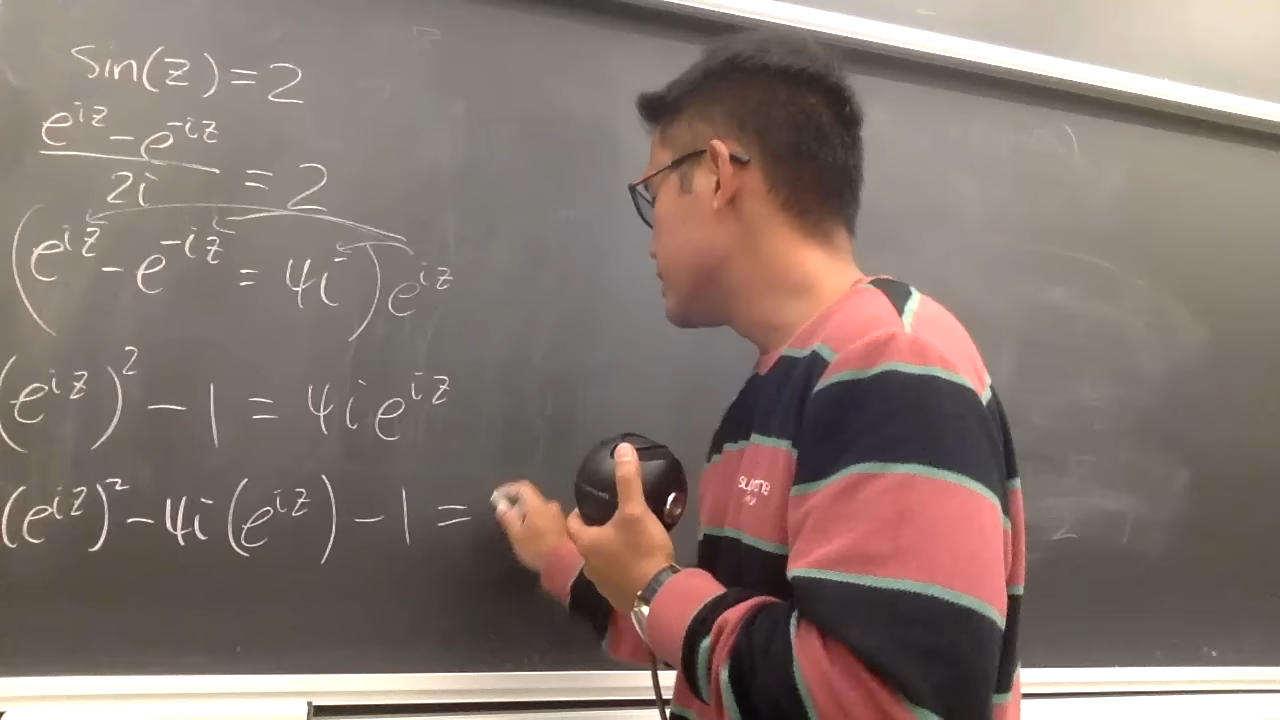 Sin(z) = 2
e^{iz} - e^{-iz}
2i = 2
(e^{iz} - e^{-iz} = 4i) e^{iz}
(e^{iz})^2 - 1 = 4i e^{iz}
(e^{iz})^2 - 4i(e^{iz}) - 1 =